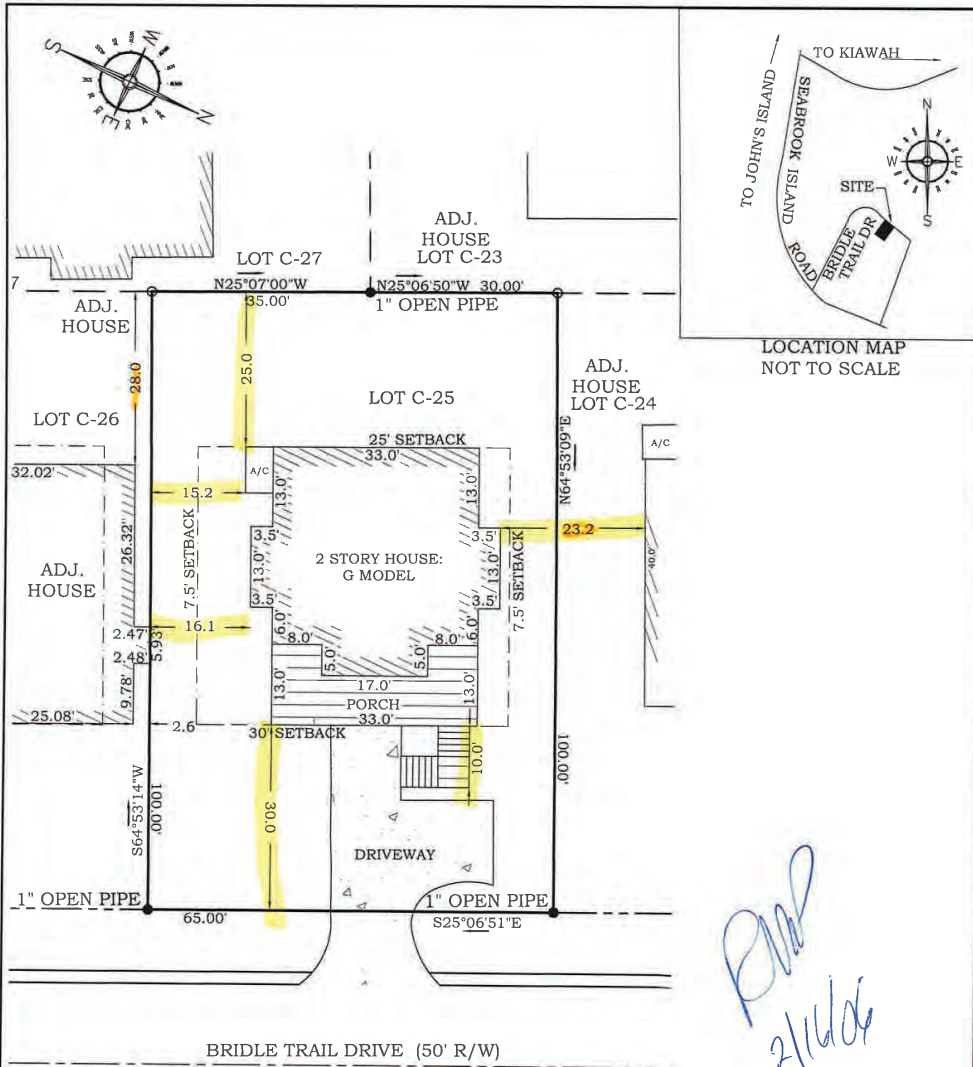 S
W
N
E
TO KIAWAH
TO JOHN'S ISLAND
SEABROOK ISLAND
ROAD
N
W
E
S
SITE
BRIDLE
TRAIL DR
LOCATION MAP
NOT TO SCALE
ADJ.
HOUSE
LOT C-23
LOT C-27
N25°07'00"W
35.00'
N25°06'50"W 30.00'
1" OPEN PIPE
7
ADJ.
HOUSE
28.0
25.0
LOT C-26
LOT C-25
ADJ.
HOUSE
LOT C-24
A/C
N64°53'09"E
25' SETBACK
33.0'
A/C
32.02'
15.2
13.0'
13.0'
23.2
26.32'
7.5' SETBACK
3.5'
3.5'
2 STORY HOUSE:
G MODEL
13.0'
13.0'
7.5' SETBACK
40.0'
ADJ.
HOUSE
3.5'
3.5'
16.1
6.0'
6.0'
2.47'
5.93'
8.0'
8.0'
2.48'
5.0'
5.0'
9.78'
13.0'
17.0'
13.0'
PORCH
25.08'
2.6
33.0'
30' SETBACK
10.0'
100.00'
S64°53'14"W
100.00'
30.0
DRIVEWAY
1" OPEN PIPE
1" OPEN PIPE
65.00'
S25°06'51"E
2/16/06
BRIDLE TRAIL DRIVE (50' R/W)